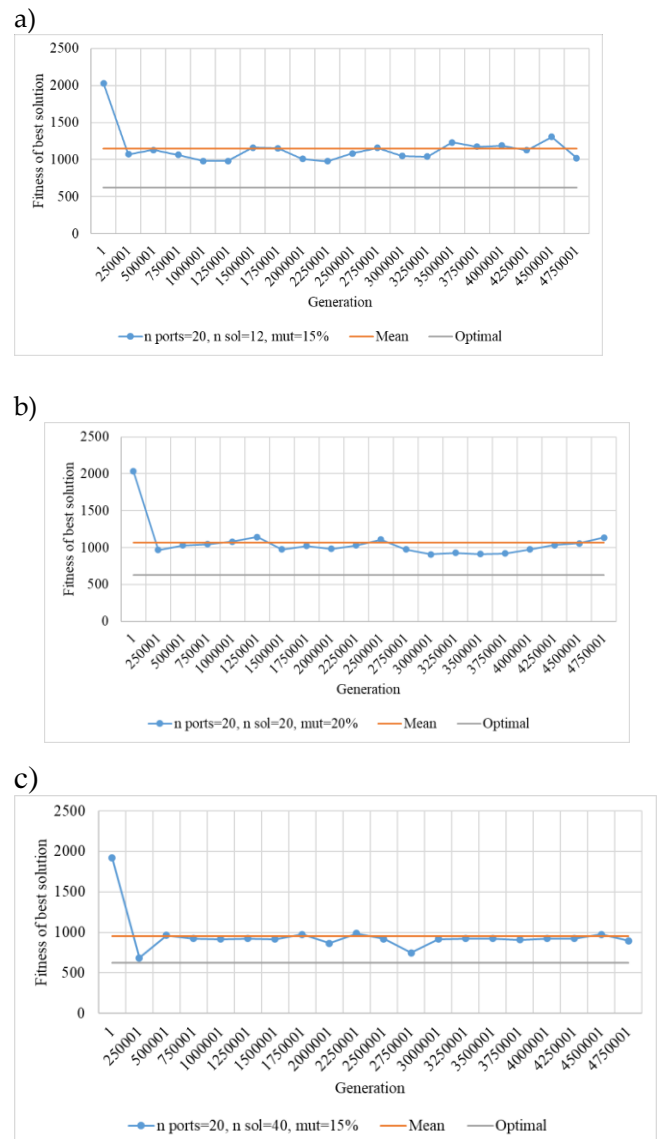 a)
2500
2000
1500
1000
500
0
Fitness of best solution
1 250001 500001 750001 1000001 1250001 1500001 1750001 2000001 2250001 2500001 2750001 3000001 3250001 3500001 3750001 4000001 4250001 4500001 4750001
Generation
n ports=20, n sol=12, mut=15% Mean Optimal
b)
2500
2000
1500
1000
500
0
Fitness of best solution
1 250001 500001 750001 1000001 1250001 1500001 1750001 2000001 2250001 2500001 2750001 3000001 3250001 3500001 3750001 4000001 4250001 4500001 4750001
Generation
n ports=20, n sol=20, mut=20% Mean Optimal
c)
2500
2000
1500
1000
500
0
Fitness of best solution
1 250001 500001 750001 1000001 1250001 1500001 1750001 2000001 2250001 2500001 2750001 3000001 3250001 3500001 3750001 4000001 4250001 4500001 4750001
Generation
n ports=20, n sol=40, mut=15% Mean Optimal